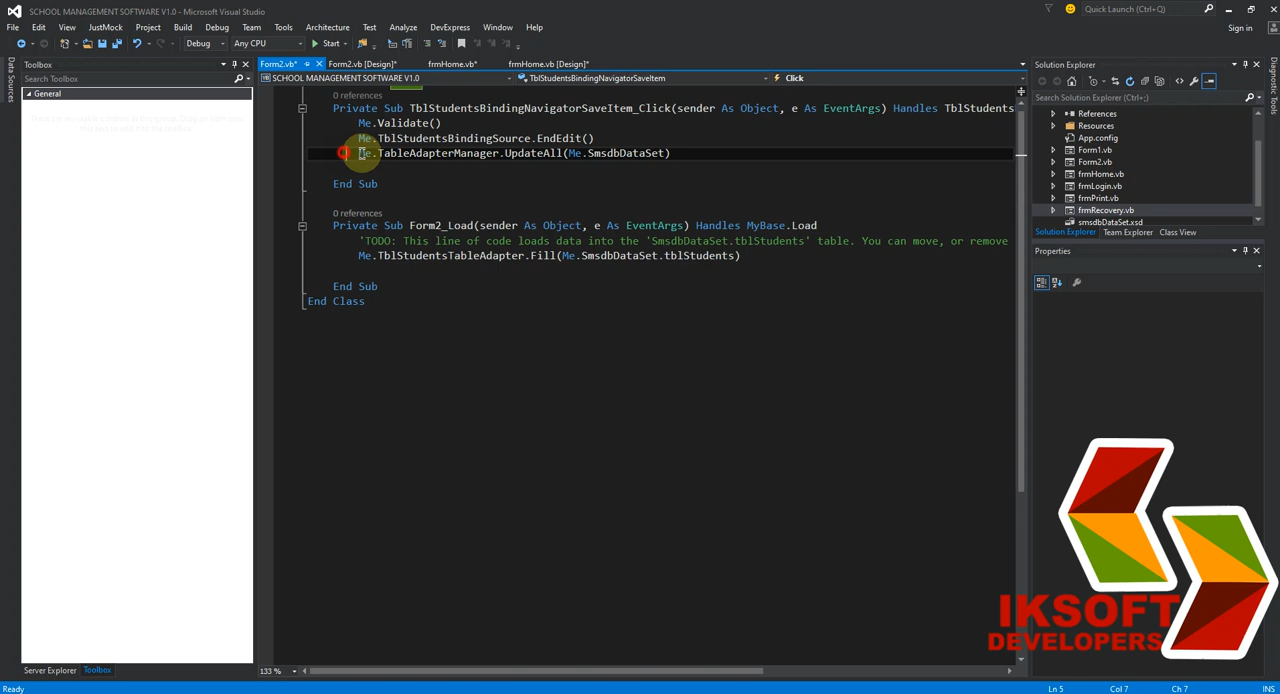 SCHOOL MANAGEMENT SOFTWARE V1.0 - Microsoft Visual Studio
Quick Launch (Ctrl+Q)
File Edit View JustMock Project Build Debug Team Tools Architecture Test Analyze DevExpress Window Help
Sign in
Debug Any CPU Start
Data Sources
Toolbox
Search Toolbox
General
Form2.vb*
Form2.vb [Design]*
frmHome.vb*
frmHome.vb [Design]*
SCHOOL MANAGEMENT SOFTWARE V1.0
TblStudentsBindingNavigatorSaveItem
Click
0 references
Private Sub TblStudentsBindingNavigatorSaveItem_Click(sender As Object, e As EventArgs) Handles TblStudents
Me.Validate()
Me.TblStudentsBindingSource.EndEdit()
Me.TableAdapterManager.UpdateAll(Me.SmsdbDataSet)
End Sub
0 references
Private Sub Form2_Load(sender As Object, e As EventArgs) Handles MyBase.Load
'TODO: This line of code loads data into the 'SmsdbDataSet.tblStudents' table. You can move, or remove
Me.TblStudentsTableAdapter.Fill(Me.SmsdbDataSet.tblStudents)
End Sub
End Class
Solution Explorer
Search Solution Explorer (Ctrl+;)
References
Resources
App.config
Form1.vb
Form2.vb
frmHome.vb
frmLogin.vb
frmPrint.vb
frmRecovery.vb
smsdbDataSet.xsd
Solution Explorer Team Explorer Class View
Properties
Diagnostic Tools
IKSOFT
DEVELOPERS
Server Explorer Toolbox
133 %
Ready
Ln 5 Col 7 Ch 7 INS